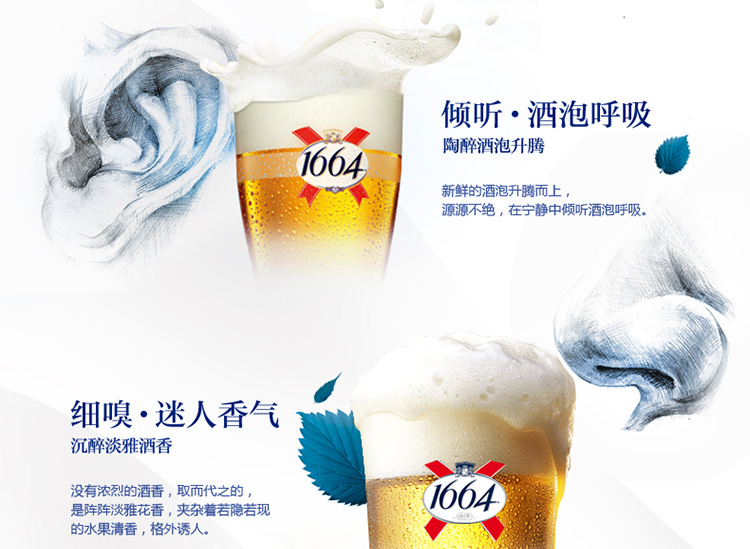 1664
倾听·酒泡呼吸
陶醉酒泡升腾
新鲜的酒泡升腾而上，
源源不绝，在宁静中倾听酒泡呼吸。
细嗅·迷人香气
沉醉淡雅酒香
没有浓烈的酒香，取而代之的，
是阵阵淡雅花香，夹杂着若隐若现
的水果清香，格外诱人。
1664